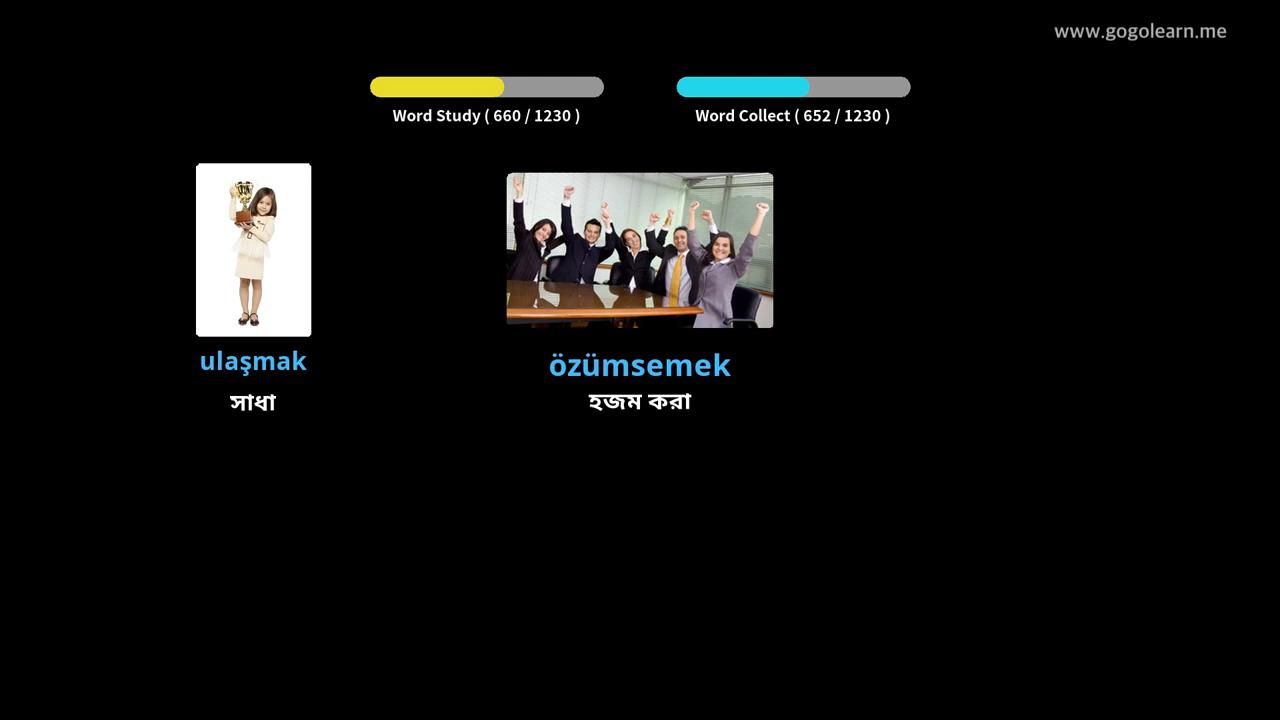 www.gogolearn.me
Word Study ( 660 / 1230 )
Word Collect ( 652 / 1230 )
ulaşmak
özümsemek
সাধা
হজম করা